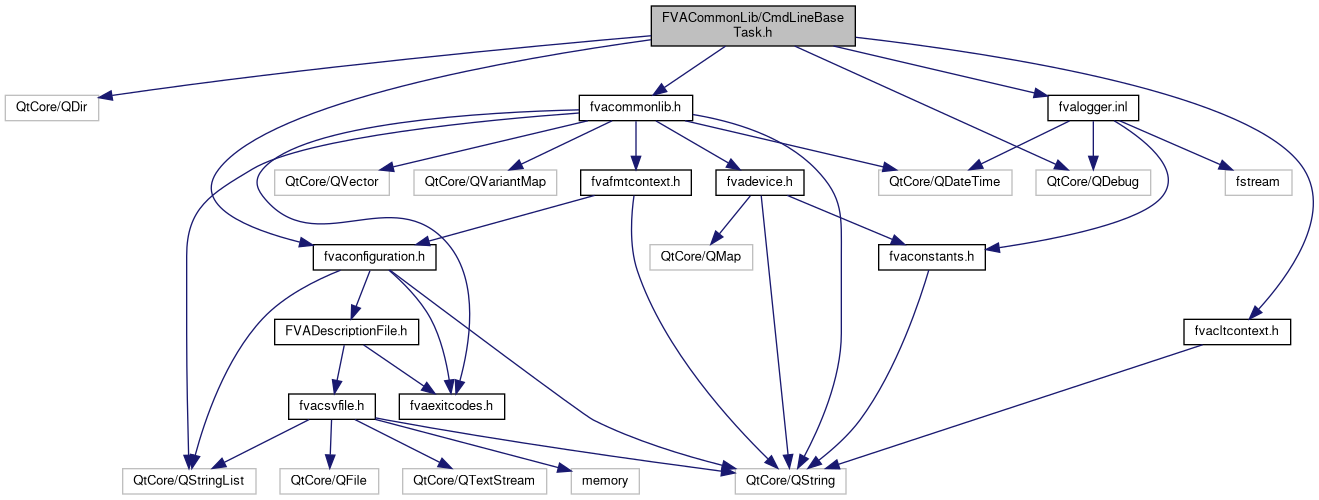 FVACommonLib/CmdLineBase
Task.h
QtCore/QDir
fvacommonlib.h
fvalogger.inl
QtCore/QVector
QtCore/QVariantMap
fvafmtcontext.h
fvadevice.h
QtCore/QDateTime
QtCore/QDebug
fstream
fvaconfiguration.h
QtCore/QMap
fvaconstants.h
FVADescriptionFile.h
fvacltcontext.h
fvacsvfile.h
fvaexitcodes.h
QtCore/QStringList
QtCore/QFile
QtCore/QTextStream
memory
QtCore/QString